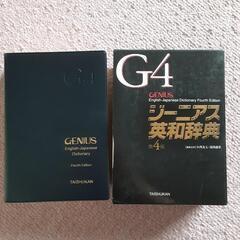 G4
GENIUS
English-Japanese
Dictionary
Fourth Edition
TAISHUKAN
G4
GENIUS
English-Japanese Dictionary Fourth Edition
ジーニアス
英和辞典
第4版
TAISHUKAN